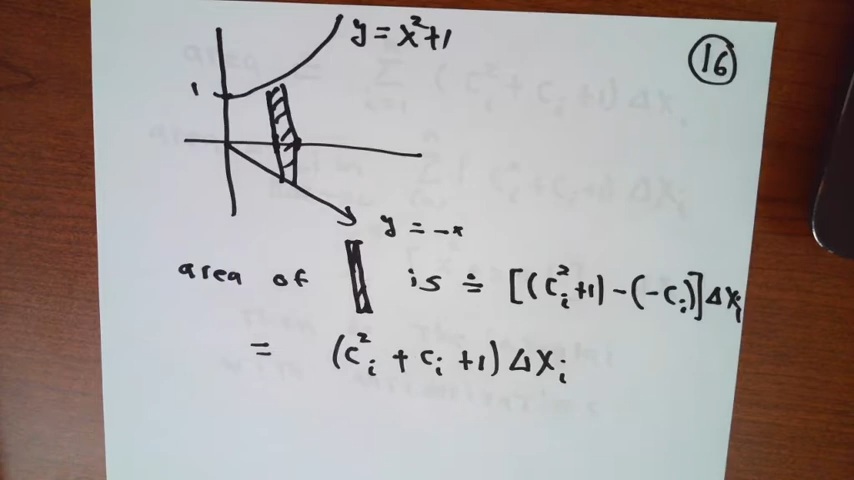 y = x²+1
16
1
y = -x
area of is ≐ [(c²ᵢ+1) - (-cᵢ)] Δxᵢ
= (c²ᵢ + cᵢ +1) Δxᵢ